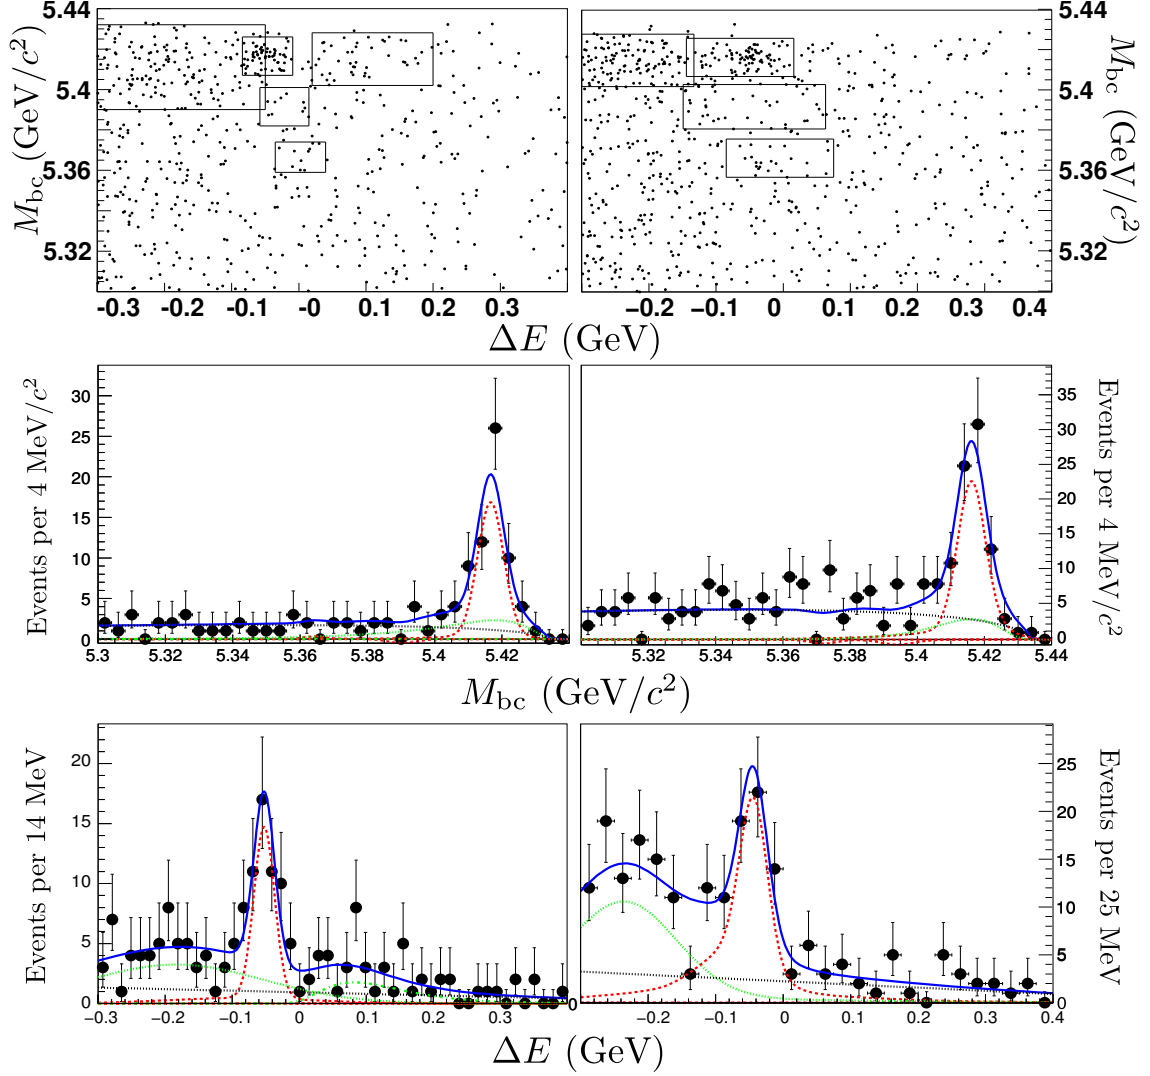 5.44 5.44
5.4 5.4
5.36 5.36
5.32 5.32
M_bc (GeV/c²) M_bc (GeV/c²)
-0.3 -0.2 -0.1 -0 0.1 0.2 0.3 -0.2 -0.1 0 0.1 0.2 0.3 0.4
ΔE (GeV)
Events per 4 MeV/c² Events per 4 MeV/c²
30 25 20 15 10 5 0
35 30 25 20 15 10 5 0
5.3 5.32 5.34 5.36 5.38 5.4 5.42 5.32 5.34 5.36 5.38 5.4 5.42 5.44
M_bc (GeV/c²)
Events per 14 MeV Events per 25 MeV
20 15 10 5 0
25 20 15 10 5 0
−0.3 −0.2 −0.1 0 0.1 0.2 0.3 0 −0.2 −0.1 0 0.1 0.2 0.3 0.4
ΔE (GeV)